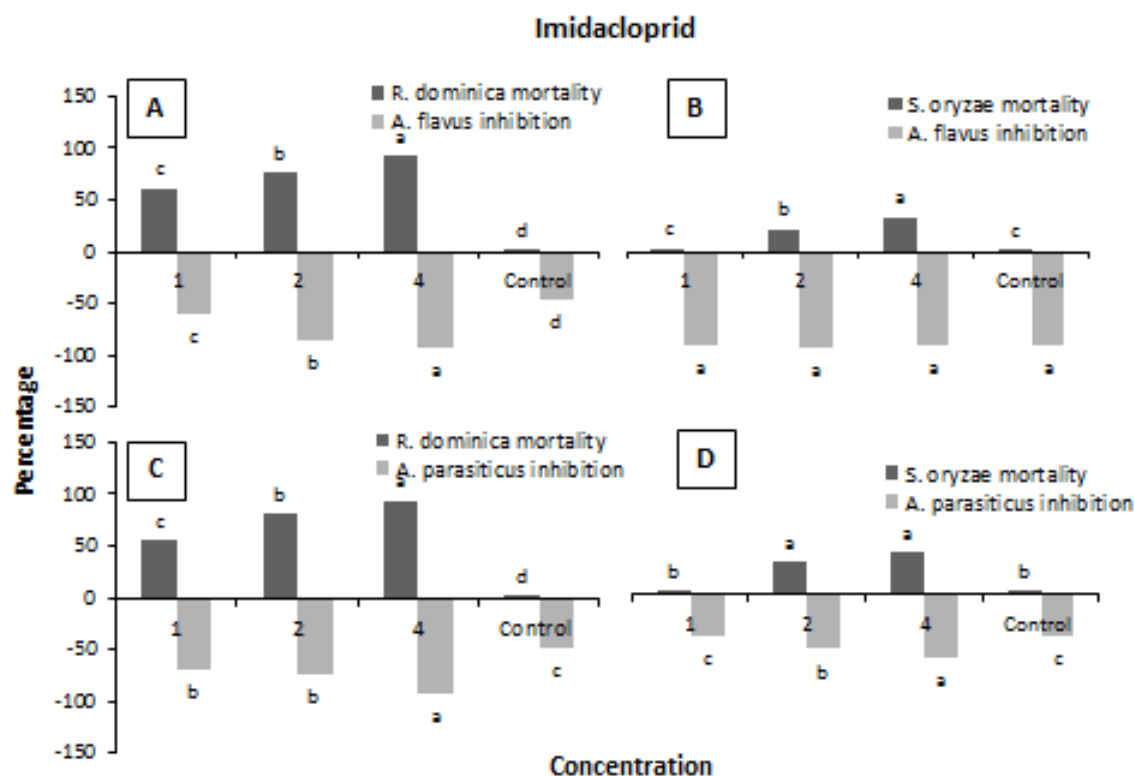 Imidacloprid
A
R. dominica mortality
A. flavus inhibition
150
100
50
0
-50
-100
-150
c
b
a
d
1
2
4
Control
c
b
a
d
B
S. oryzae mortality
A. flavus inhibition
c
b
a
c
1
2
4
Control
a
a
a
a
Percentage
C
R. dominica mortality
A. parasiticus inhibition
150
100
50
0
-50
-100
-150
c
b
a
d
1
2
4
Control
b
b
a
c
D
S. oryzae mortality
A. parasiticus inhibition
b
a
a
b
1
2
4
Control
c
b
a
c
Concentration